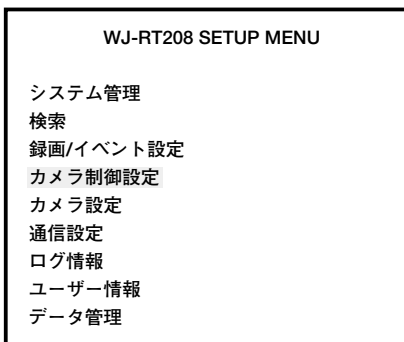 WJ-RT208 SETUP MENU
システム管理
検索
録画/イベント設定
カメラ制御設定
カメラ設定
通信設定
ログ情報
ユーザー情報
データ管理